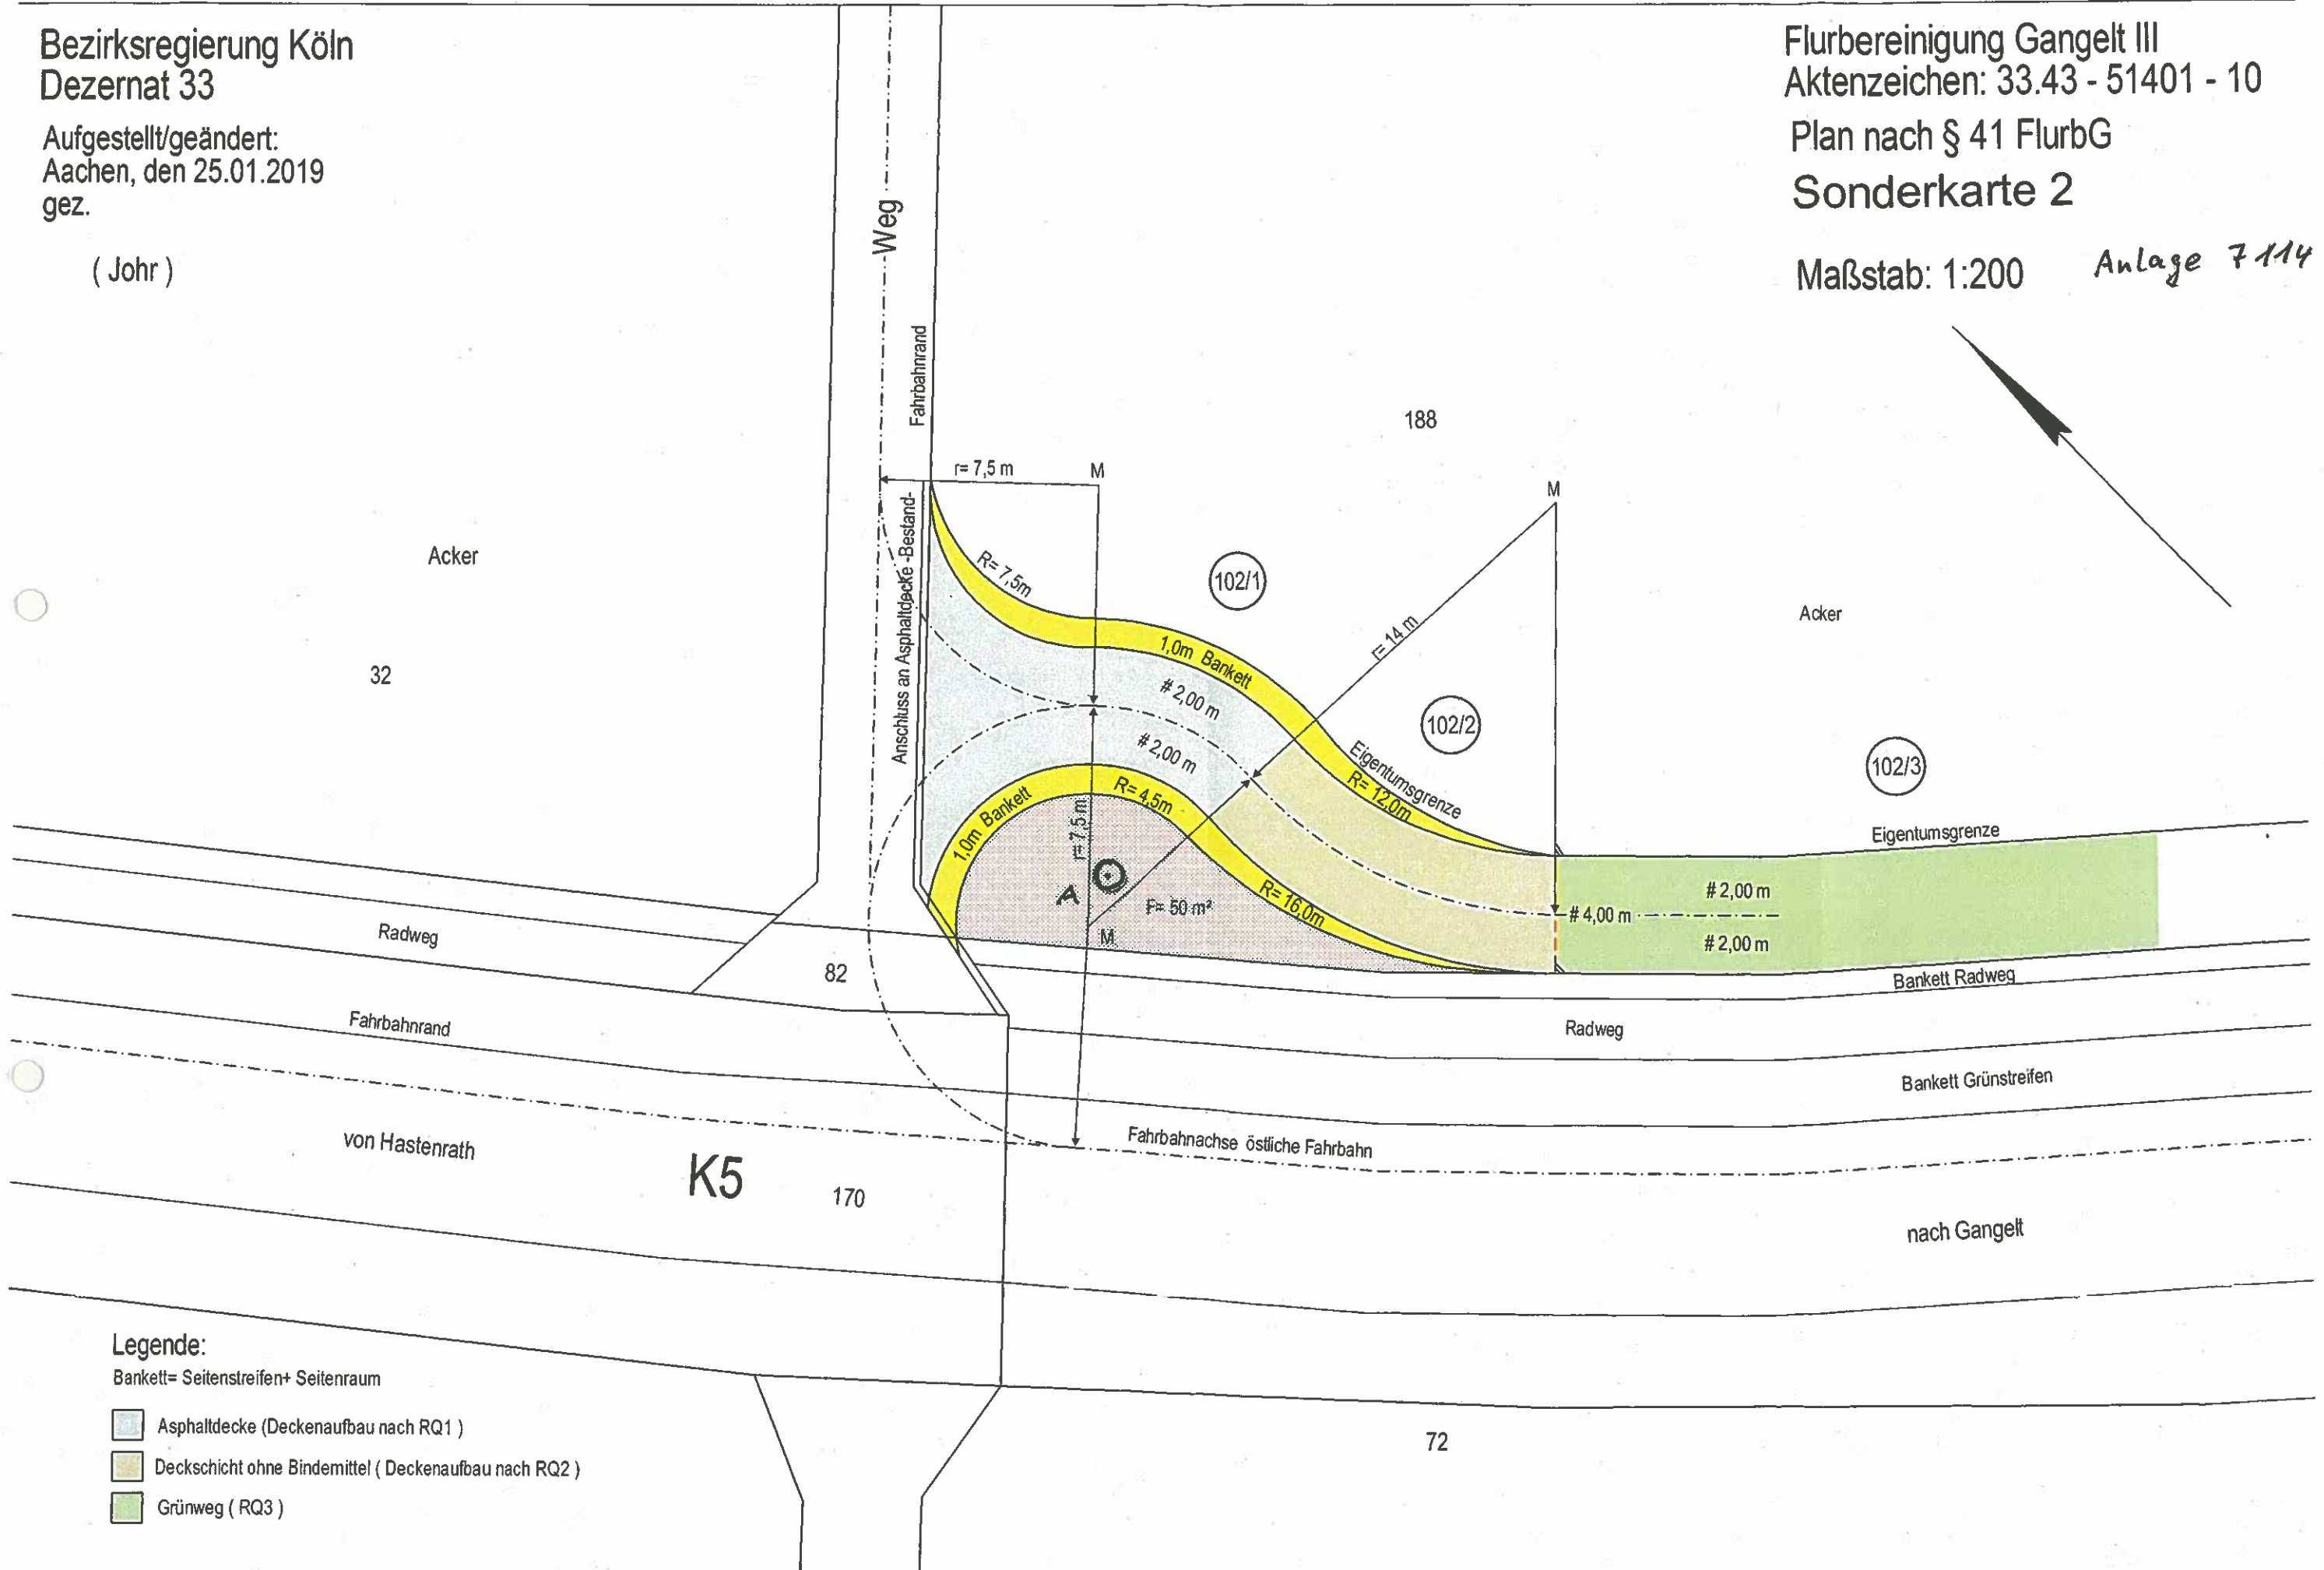 Bezirksregierung Köln
Dezernat 33
Aufgestellt/geändert:
Aachen, den 25.01.2019
gez.
( Johr )
Flurbereinigung Gangelt III
Aktenzeichen: 33.43 - 51401 - 10
Plan nach § 41 FlurbG
Sonderkarte 2
Maßstab: 1:200
Anlage 7 114
Weg
Fahrbahnrand
188
r= 7,5 m
M
M
Anschluss an Asphaltdecke -Bestand-
Acker
R= 7,5m
102/1
r= 14 m
Acker
32
1,0m Bankett
# 2,00 m
102/2
# 2,00 m
Eigentumsgrenze
R= 12,0m
102/3
1,0m Bankett
R= 4,5m
r= 7,5 m
Eigentumsgrenze
A
F= 50 m²
R= 16,0m
M
# 2,00 m
# 4,00 m
# 2,00 m
Radweg
82
Bankett Radweg
Fahrbahnrand
Radweg
Bankett Grünstreifen
von Hastenrath
K5
170
Fahrbahnachse östliche Fahrbahn
nach Gangelt
72
Legende:
Bankett= Seitenstreifen+ Seitenraum
Asphaltdecke (Deckenaufbau nach RQ1 )
Deckschicht ohne Bindemittel ( Deckenaufbau nach RQ2 )
Grünweg ( RQ3 )